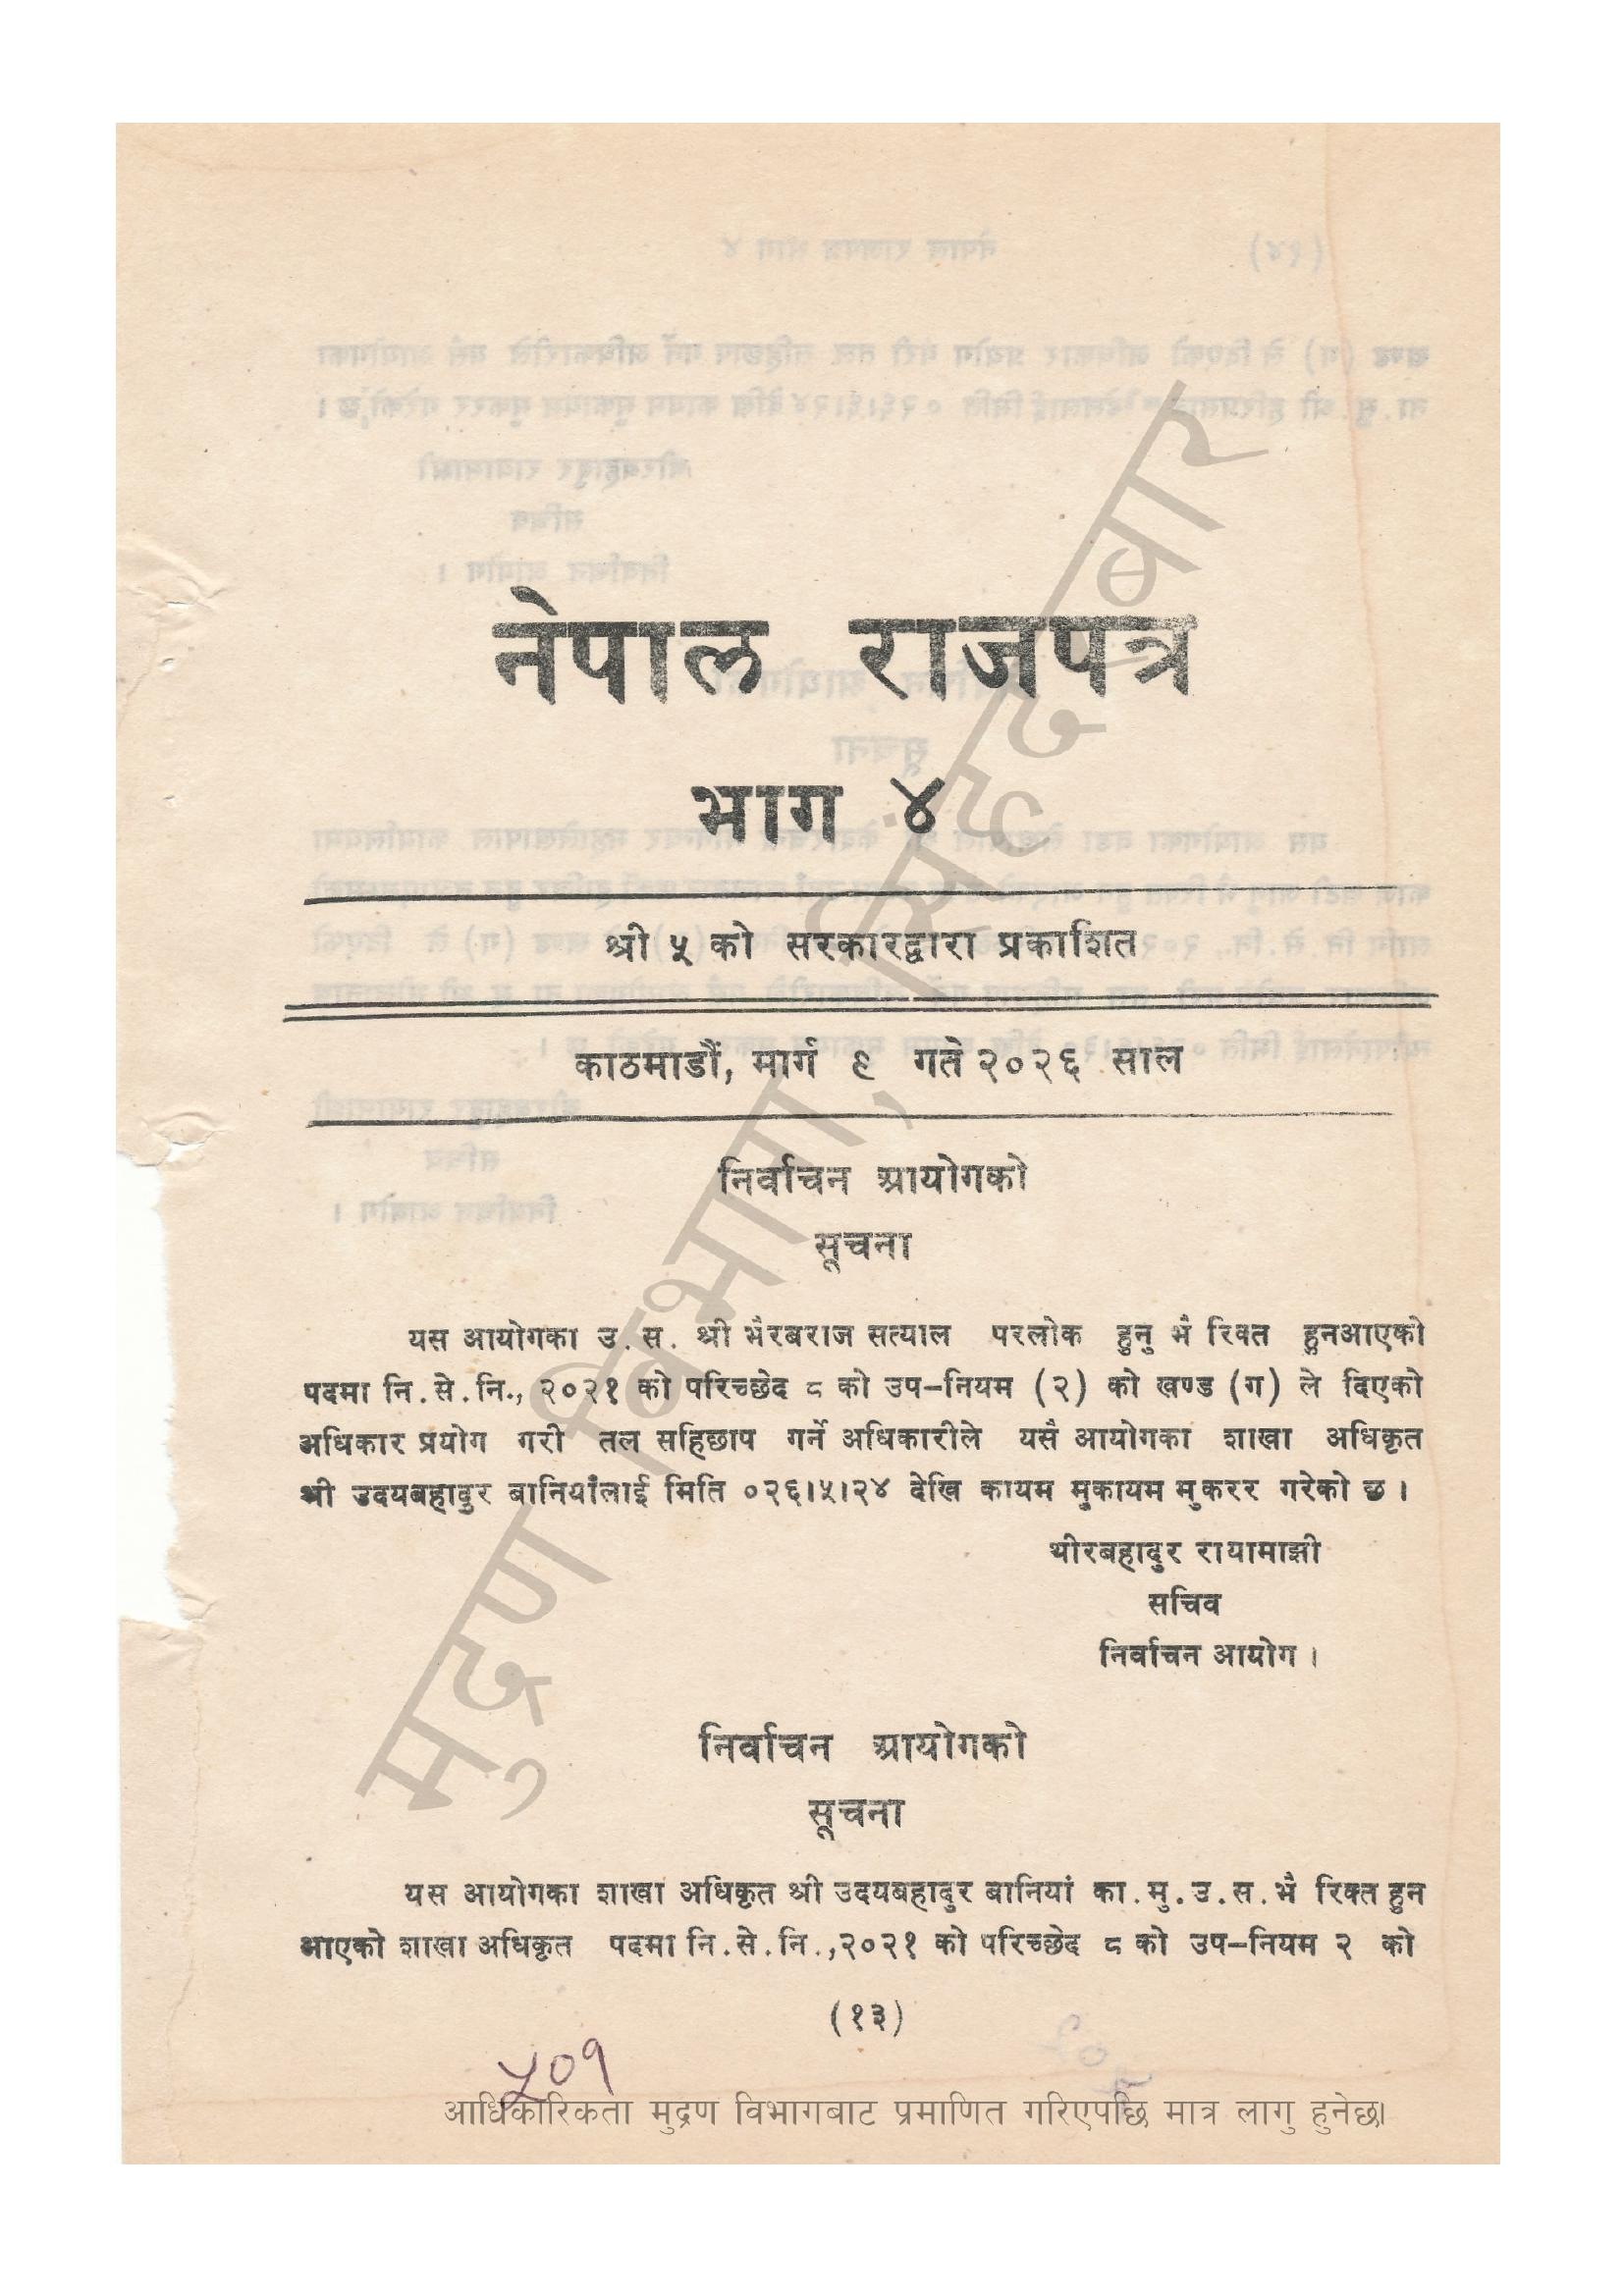 नेपाल राजपत्र
भाग ४
श्री ५ को सरकारद्वारा प्रकाशित
काठमाडौं, मार्ग ९ गते २०२६ साल
निर्वाचन आयोगको
सूचना
यस आयोगका उ. स. श्री भैरबराज सत्याल परलोक हुनु भै रिक्त हुनआएको
पदमा नि.से.नि., २०२१ को परिच्छेद ८ को उप-नियम (२) को खण्ड (ग) ले दिएको
अधिकार प्रयोग गरी तल सहिछाप गर्ने अधिकारीले यसै आयोगका शाखा अधिकृत
श्री उदयबहादुर बानियाँलाई मिति ०२६।५।२४ देखि कायम मुकायम मुकरर गरेको छ ।
थीरबहादुर रायामाझी
सचिव
निर्वाचन आयोग ।
निर्वाचन आयोगको
सूचना
यस आयोगका शाखा अधिकृत श्री उदयबहादुर बानियां का.मु.उ.स.भै रिक्त हुन
आएको शाखा अधिकृत पदमा नि.से.नि.,२०२१ को परिच्छेद ८ को उप-नियम २ को
(१३)
५०१
आधिकारिकता मुद्रण विभागबाट प्रमाणित गरिएपछि मात्र लागु हुनेछ।
मुद्रण विभाग, सिंहदरबार